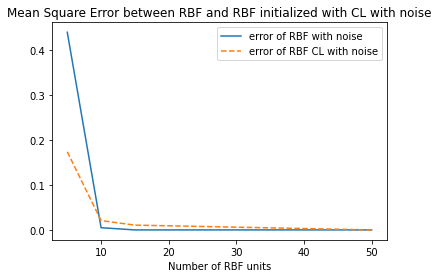 Mean Square Error between RBF and RBF initialized with CL with noise
error of RBF with noise
error of RBF CL with noise
0.4
0.3
0.2
0.1
0.0
10 20 30 40 50
Number of RBF units